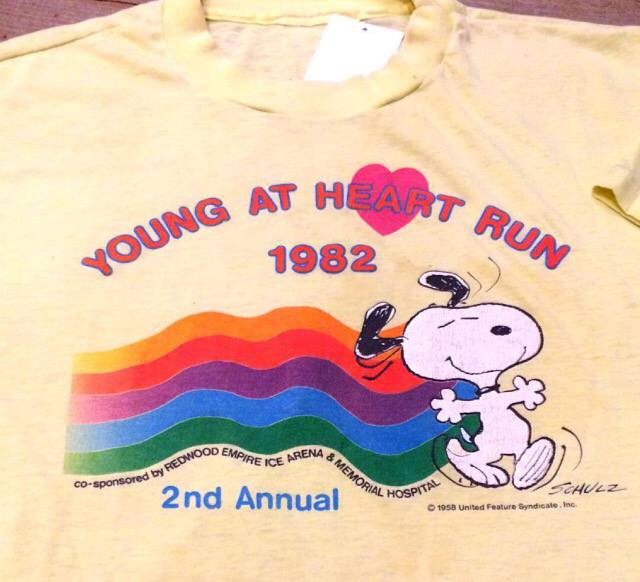 YOUNG AT HEART RUN
1982
co-sponsored by REDWOOD EMPIRE ICE ARENA & MEMORIAL HOSPITAL
2nd Annual
SCHULZ
© 1958 United Feature Syndicate, Inc.